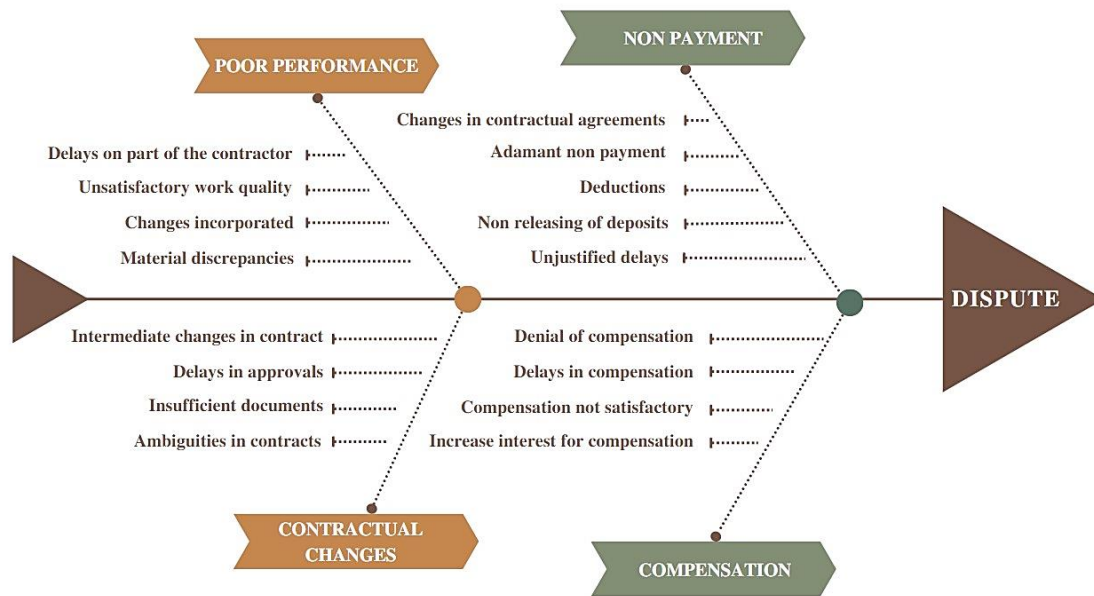 POOR PERFORMANCE
Delays on part of the contractor
Unsatisfactory work quality
Changes incorporated
Material discrepancies
NON PAYMENT
Changes in contractual agreements
Adamant non payment
Deductions
Non releasing of deposits
Unjustified delays
DISPUTE
Intermediate changes in contract
Delays in approvals
Insufficient documents
Ambiguities in contracts
CONTRACTUAL
CHANGES
Denial of compensation
Delays in compensation
Compensation not satisfactory
Increase interest for compensation
COMPENSATION